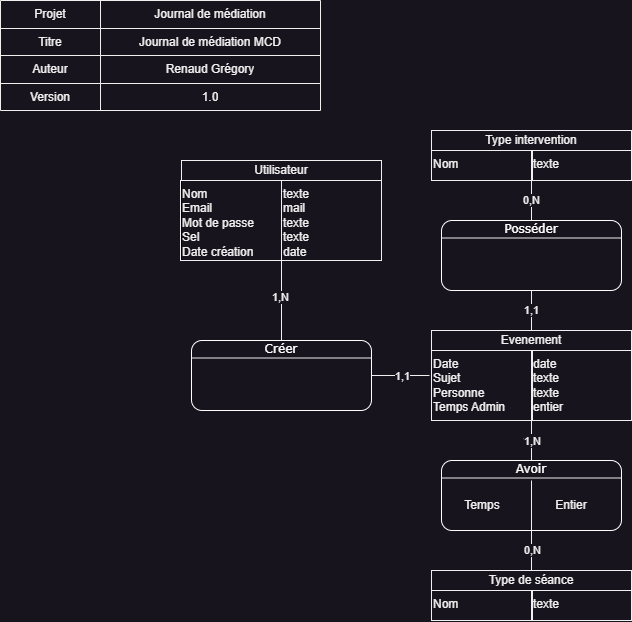 Projet Journal de médiation
Titre Journal de médiation MCD
Auteur Renaud Grégory
Version 1.0
Type intervention
Nom texte
0,N
Posséder
1,1
Utilisateur
Nom texte
Email mail
Mot de passe texte
Sel texte
Date création date
1,N
Créer
1,1
Evenement
Date date
Sujet texte
Personne texte
Temps Admin entier
1,N
Avoir
Temps Entier
0,N
Type de séance
Nom texte